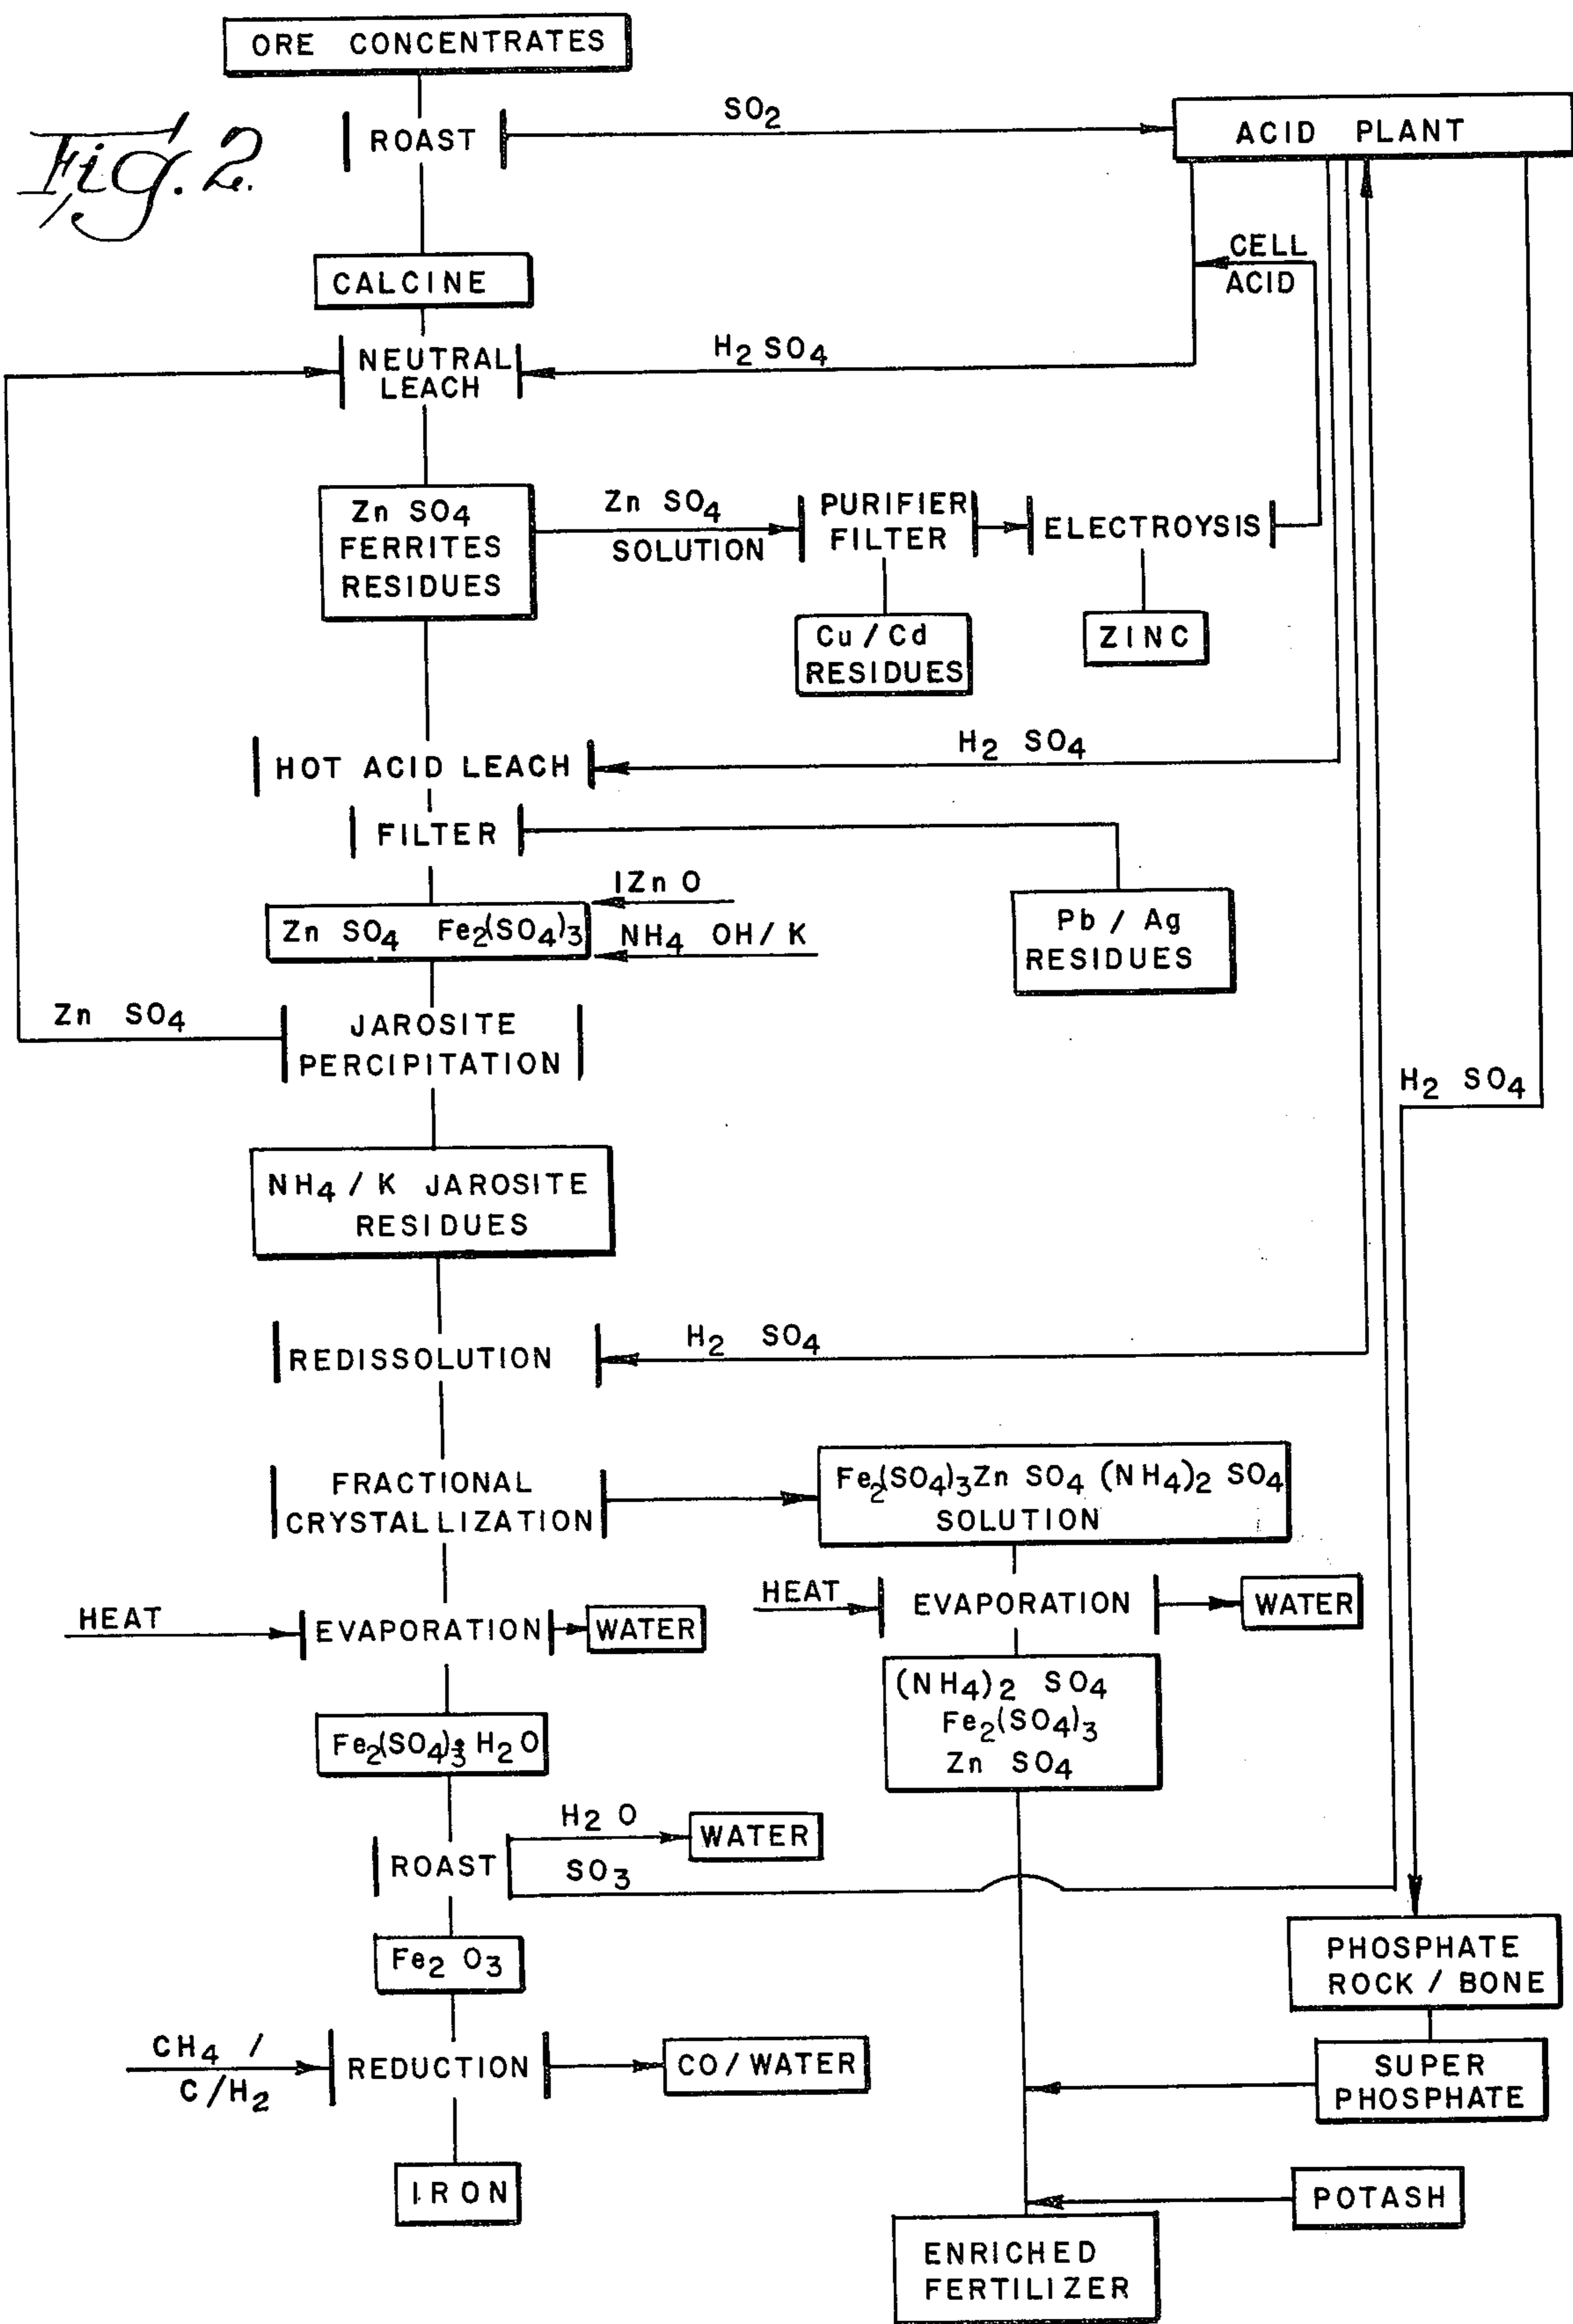 ORE CONCENTRATES
Fig. 2.
ROAST
SO2
ACID PLANT
CELL
ACID
CALCINE
NEUTRAL
LEACH
H2 SO4
Zn SO4
FERRITES
RESIDUES
Zn SO4
SOLUTION
PURIFIER
FILTER
ELECTROYSIS
Cu / Cd
RESIDUES
ZINC
HOT ACID LEACH
H2 SO4
FILTER
IZn O
Zn SO4 Fe2(SO4)3
NH4 OH / K
Pb / Ag
RESIDUES
Zn SO4
JAROSITE
PERCIPITATION
H2 SO4
NH4 / K JAROSITE
RESIDUES
REDISSOLUTION
H2 SO4
FRACTIONAL
CRYSTALLIZATION
Fe2(SO4)3 Zn SO4 (NH4)2 SO4
SOLUTION
HEAT
EVAPORATION
WATER
HEAT
EVAPORATION
WATER
(NH4)2 SO4
Fe2(SO4)3
Zn SO4
Fe2(SO4)3• H2O
H2 O
WATER
ROAST
SO3
Fe2 O3
PHOSPHATE
ROCK / BONE
CH4 /
C/H2
REDUCTION
CO/WATER
SUPER
PHOSPHATE
IRON
POTASH
ENRICHED
FERTILIZER